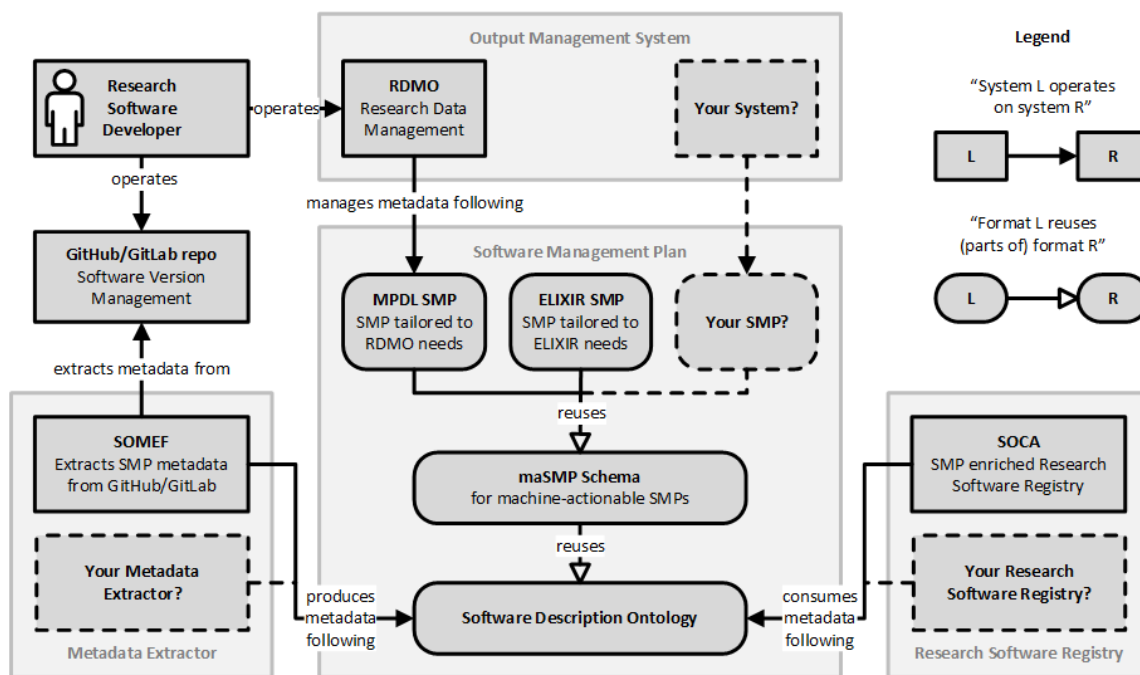 Output Management System
Research
Software
Developer
operates
RDMO
Research Data
Management
Your System?
operates
manages metadata following
GitHub/GitLab repo
Software Version
Management
extracts metadata from
Software Management Plan
MPDL SMP
SMP tailored to
RDMO needs
ELIXIR SMP
SMP tailored to
ELIXIR needs
Your SMP?
reuses
maSMP Schema
for machine-actionable SMPs
reuses
Software Description Ontology
SOMEF
Extracts SMP metadata
from GitHub/GitLab
Your Metadata
Extractor?
Metadata Extractor
produces
metadata
following
consumes
metadata
following
SOCA
SMP enriched Research
Software Registry
Your Research
Software Registry?
Research Software Registry
Legend
“System L operates
on system R”
L
R
“Format L reuses
(parts of) format R”
L
R